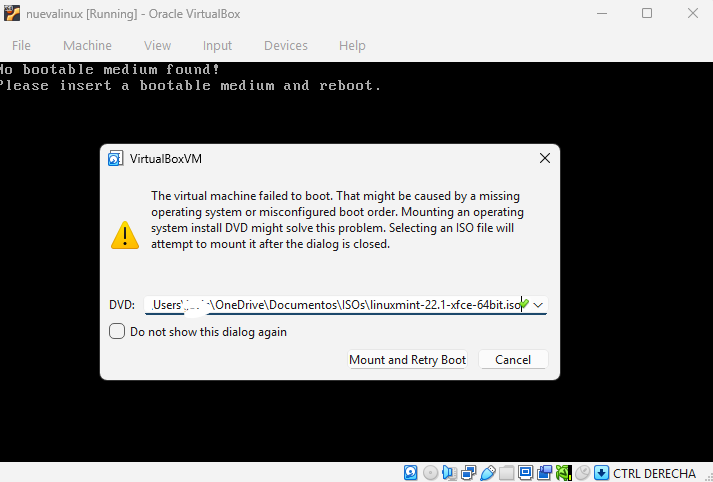 nuevalinux [Running] - Oracle VirtualBox
File Machine View Input Devices Help
No bootable medium found!
Please insert a bootable medium and reboot.
VirtualBoxVM
The virtual machine failed to boot. That might be caused by a missing
operating system or misconfigured boot order. Mounting an operating
system install DVD might solve this problem. Selecting an ISO file will
attempt to mount it after the dialog is closed.
DVD: Users\ \OneDrive\Documentos\ISOs\linuxmint-22.1-xfce-64bit.iso
Do not show this dialog again
Mount and Retry Boot Cancel
CTRL DERECHA